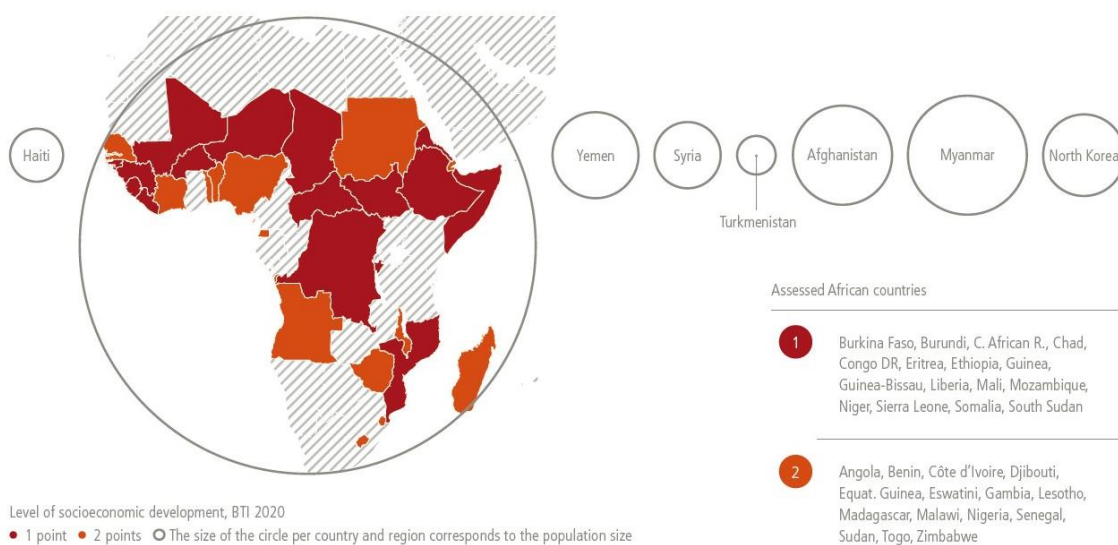 Haiti
Yemen
Syria
Turkmenistan
Afghanistan
Myanmar
North Korea
Assessed African countries
1
Burkina Faso, Burundi, C. African R., Chad,
Congo DR, Eritrea, Ethiopia, Guinea,
Guinea-Bissau, Liberia, Mali, Mozambique,
Niger, Sierra Leone, Somalia, South Sudan
2
Angola, Benin, Côte d’Ivoire, Djibouti,
Equat. Guinea, Eswatini, Gambia, Lesotho,
Madagascar, Malawi, Nigeria, Senegal,
Sudan, Togo, Zimbabwe
Level of socioeconomic development, BTI 2020
1 point 2 points The size of the circle per country and region corresponds to the population size